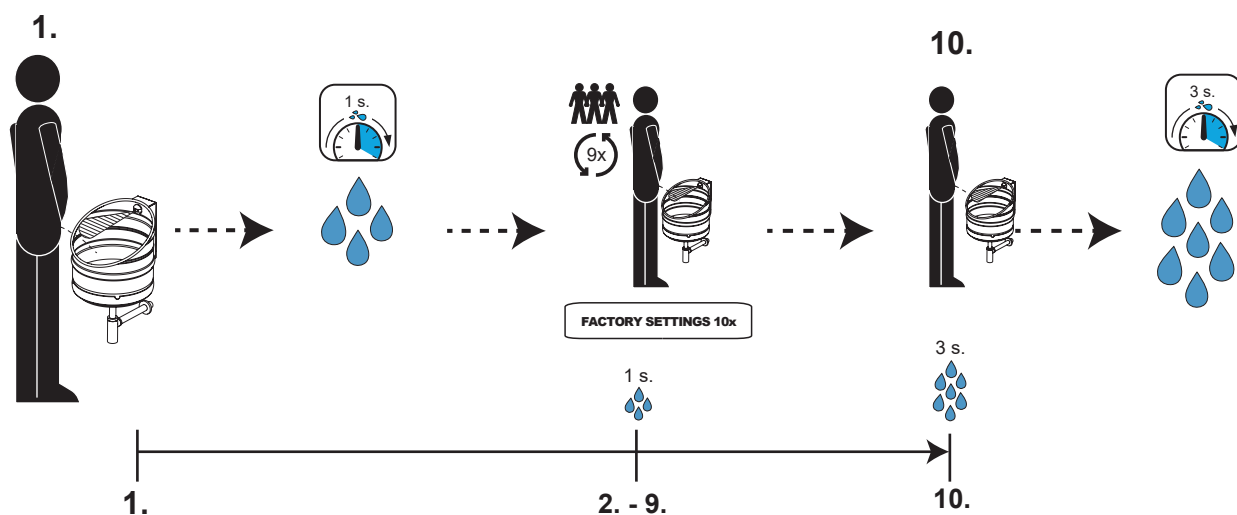 1.
10.
1 s.
3 s.
9x
FACTORY SETTINGS 10x
1 s.
3 s.
1.
2. - 9.
10.